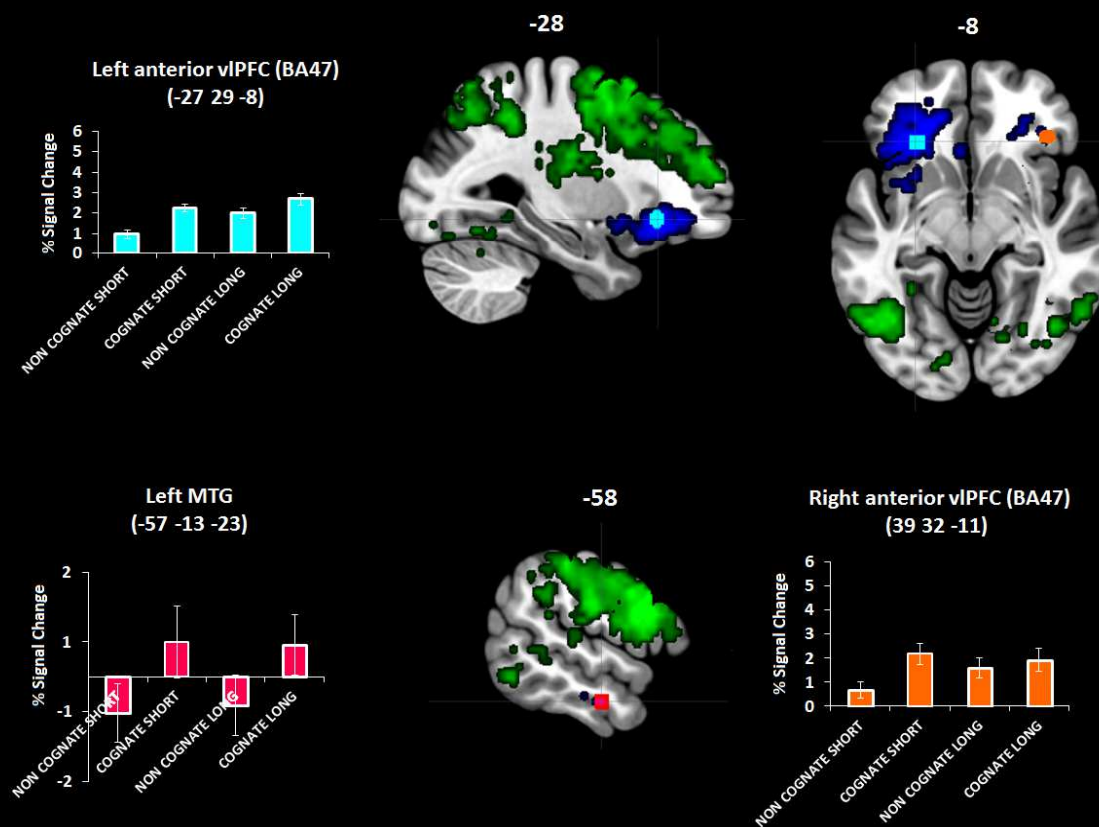 -28
-8
Left anterior vlPFC (BA47)
(-27 29 -8)
% Signal Change
6
5
4
3
2
1
0
NON COGNATE SHORT
COGNATE SHORT
NON COGNATE LONG
COGNATE LONG
Left MTG
(-57 -13 -23)
% Signal Change
2
1
-1
-2
NON COGNATE SHORT
COGNATE SHORT
NON COGNATE LONG
COGNATE LONG
-58
Right anterior vlPFC (BA47)
(39 32 -11)
% Signal Change
6
5
4
3
2
1
0
NON COGNATE SHORT
COGNATE SHORT
NON COGNATE LONG
COGNATE LONG